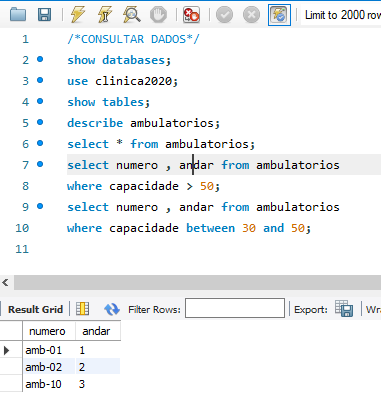 Limit to 2000 row
1 /*CONSULTAR DADOS*/
2 show databases;
3 use clinica2020;
4 show tables;
5 describe ambulatorios;
6 select * from ambulatorios;
7 select numero , andar from ambulatorios
8 where capacidade > 50;
9 select numero , andar from ambulatorios
10 where capacidade between 30 and 50;
11
Result Grid Filter Rows: Export: Wra
numero andar
amb-01 1
amb-02 2
amb-10 3